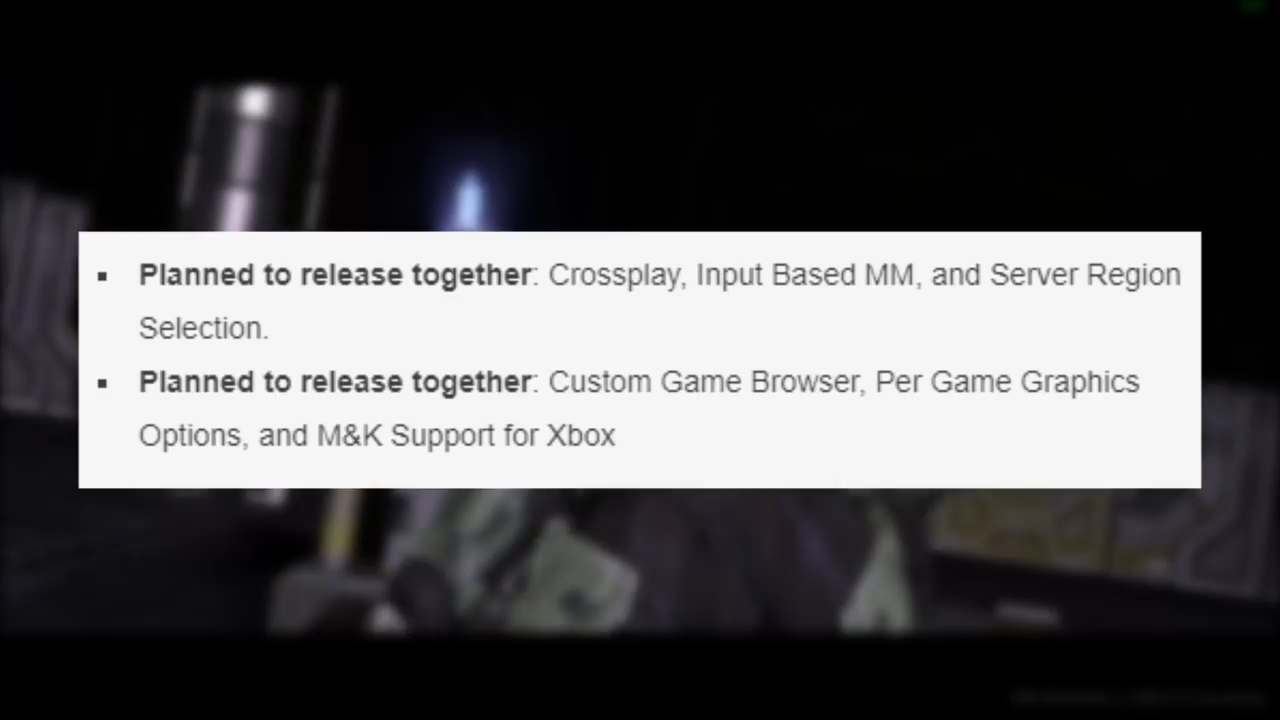 ▪ Planned to release together: Crossplay, Input Based MM, and Server Region
Selection.
▪ Planned to release together: Custom Game Browser, Per Game Graphics
Options, and M&K Support for Xbox